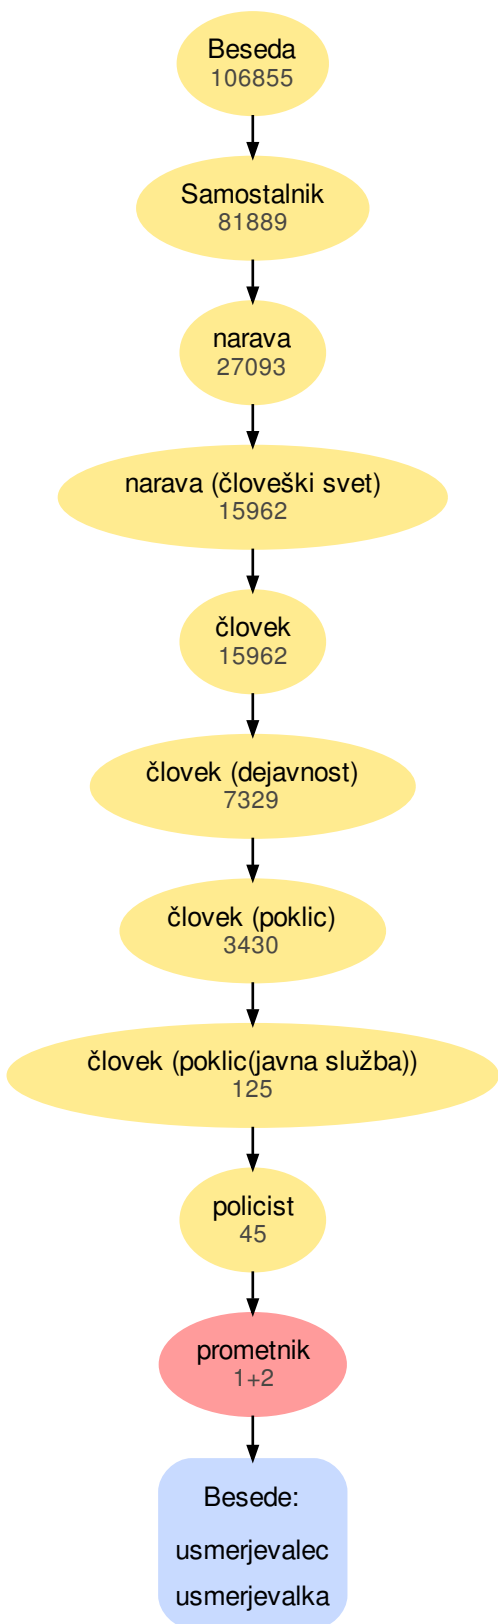 Beseda
106855
Samostalnik
81889
narava
27093
narava (človeški svet)
15962
človek
15962
človek (dejavnost)
7329
človek (poklic)
3430
človek (poklic(javna služba))
125
policist
45
prometnik
1+2
Besede:
usmerjevalec
usmerjevalka